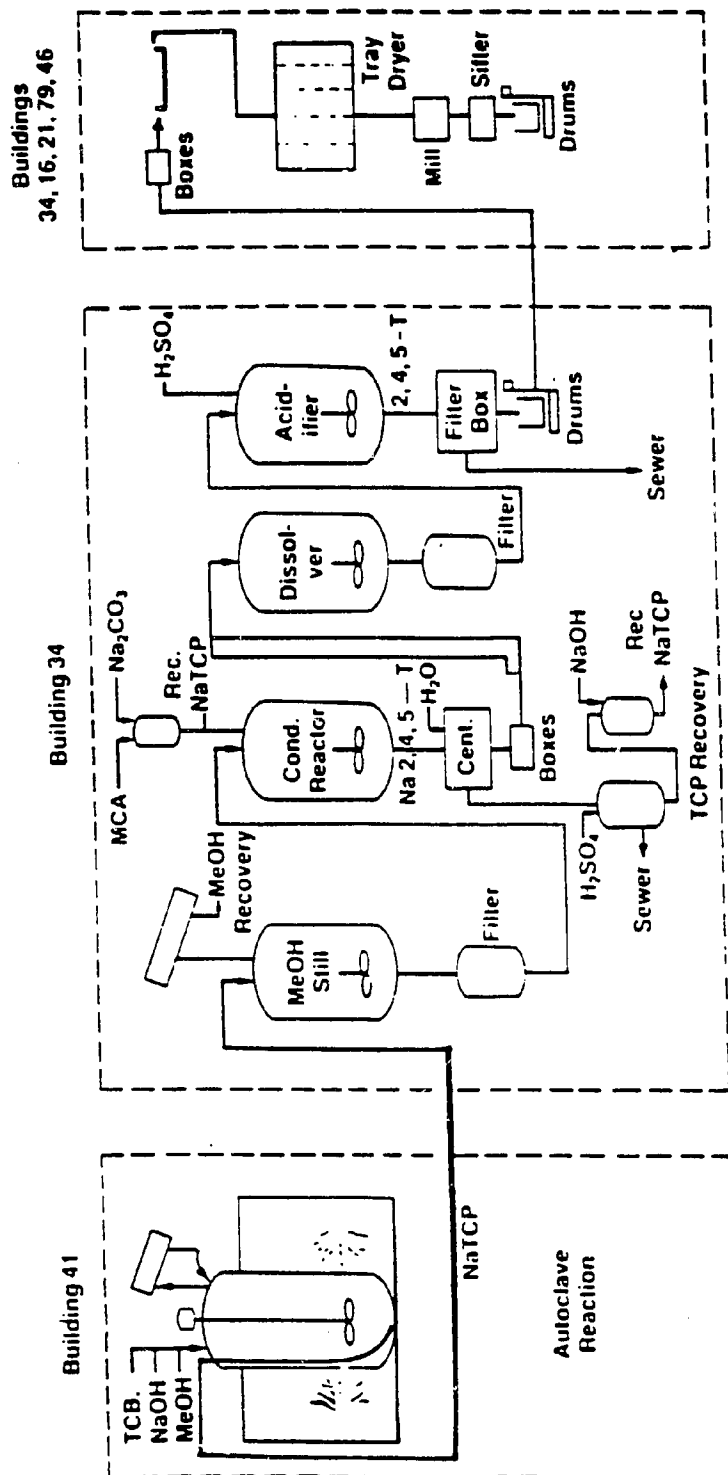 Building 41
TCB.
NaOH
MeOH
NaTCP
Autoclave
Reaction
Building 34
MeOH
Recovery
MeOH
Still
Filter
MCA
Na₂CO₃
Rec.
NaTCP
Cond.
Reactor
Na 2, 4, 5 — T
H₂O
Cent.
Boxes
H₂SO₄
Sewer
NaOH
Rec
NaTCP
TCP Recovery
Dissol-
ver
Filter
H₂SO₄
Acid-
ifier
2, 4, 5 - T
Filter
Box
Drums
Sewer
Buildings
34, 16, 21, 79, 46
Boxes
Tray
Dryer
Mill
Sifter
Drums